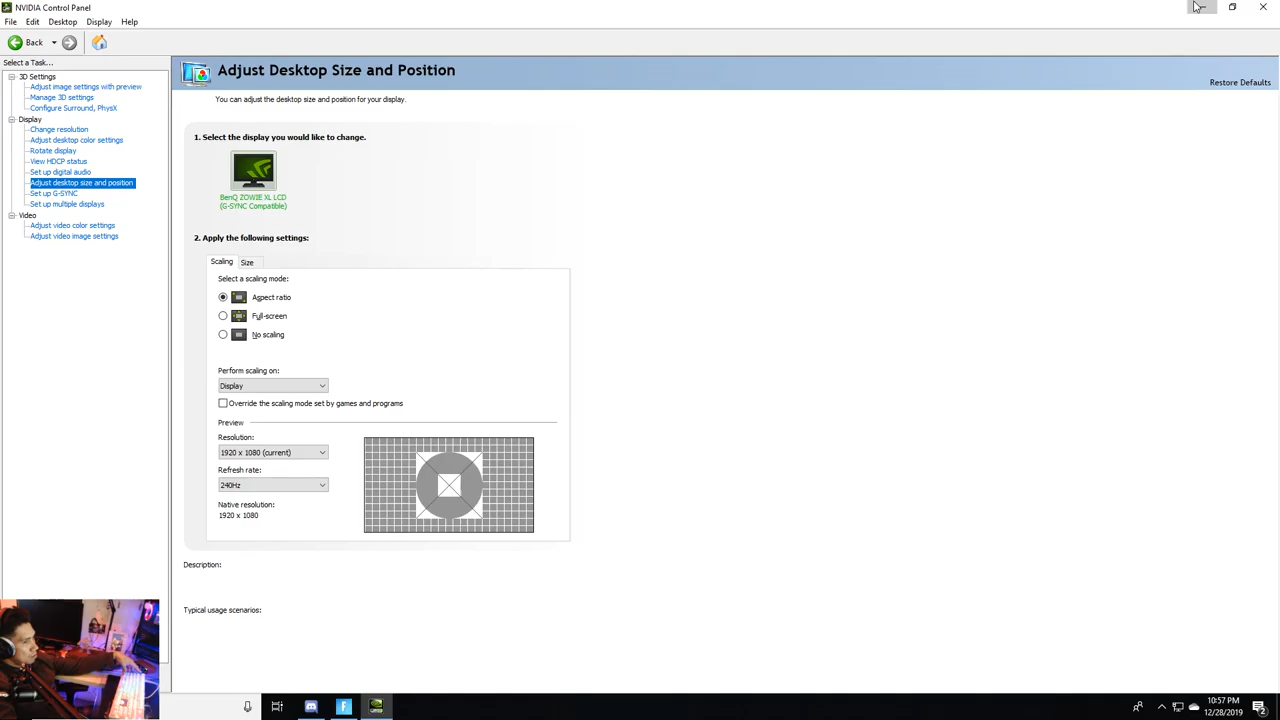 NVIDIA Control Panel
File Edit Desktop Display Help
Back
Select a Task...
3D Settings
Adjust image settings with preview
Manage 3D settings
Configure Surround, PhysX
Display
Change resolution
Adjust desktop color settings
Rotate display
View HDCP status
Set up digital audio
Adjust desktop size and position
Set up G-SYNC
Set up multiple displays
Video
Adjust video color settings
Adjust video image settings
Adjust Desktop Size and Position
Restore Defaults
You can adjust the desktop size and position for your display.
1. Select the display you would like to change.
BenQ ZOWIE XL LCD
(G-SYNC Compatible)
2. Apply the following settings:
Scaling Size
Select a scaling mode:
Aspect ratio
Full-screen
No scaling
Perform scaling on:
Display
Override the scaling mode set by games and programs
Preview
Resolution:
1920 x 1080 (current)
Refresh rate:
240Hz
Native resolution:
1920 x 1080
Description:
Typical usage scenarios:
10:57 PM
12/28/2019
2